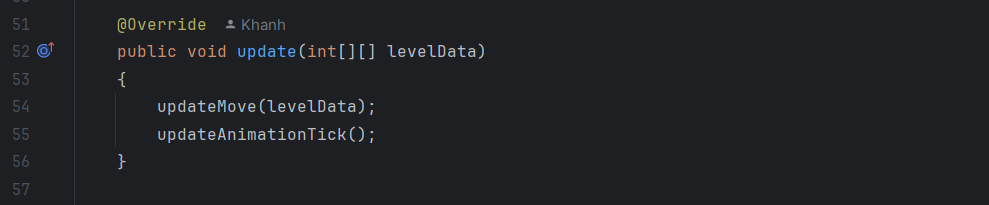 51 @Override Khanh
52 public void update(int[][] levelData)
53 {
54 updateMove(levelData);
55 updateAnimationTick();
56 }
57